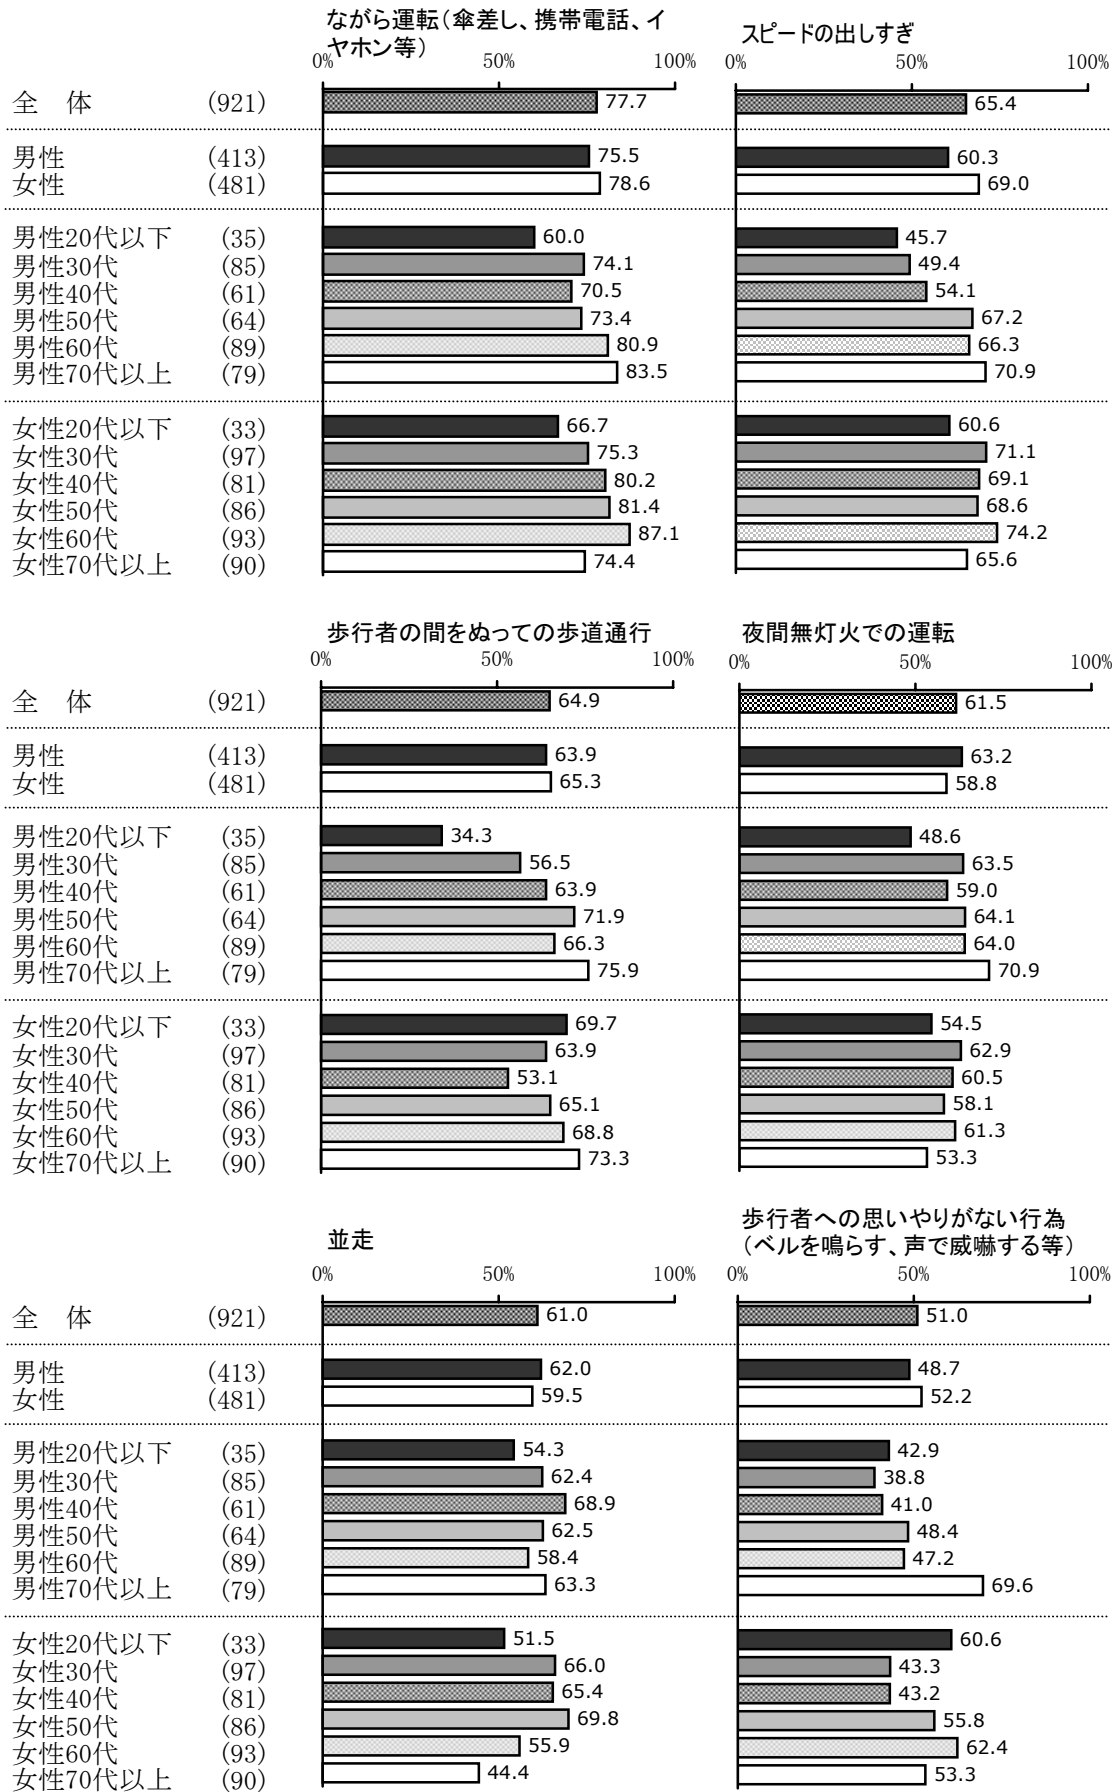 ながら運転（傘差し、携帯電話、イ
ヤホン等）
スピードの出しすぎ
0% 50% 100% 0% 50% 100%
全 体 (921) 77.7 65.4
男性 (413) 75.5 60.3
女性 (481) 78.6 69.0
男性20代以下 (35) 60.0 45.7
男性30代 (85) 74.1 49.4
男性40代 (61) 70.5 54.1
男性50代 (64) 73.4 67.2
男性60代 (89) 80.9 66.3
男性70代以上 (79) 83.5 70.9
女性20代以下 (33) 66.7 60.6
女性30代 (97) 75.3 71.1
女性40代 (81) 80.2 69.1
女性50代 (86) 81.4 68.6
女性60代 (93) 87.1 74.2
女性70代以上 (90) 74.4 65.6
歩行者の間をぬっての歩道通行 夜間無灯火での運転
0% 50% 100% 0% 50% 100%
全 体 (921) 64.9 61.5
男性 (413) 63.9 63.2
女性 (481) 65.3 58.8
男性20代以下 (35) 34.3 48.6
男性30代 (85) 56.5 63.5
男性40代 (61) 63.9 59.0
男性50代 (64) 71.9 64.1
男性60代 (89) 66.3 64.0
男性70代以上 (79) 75.9 70.9
女性20代以下 (33) 69.7 54.5
女性30代 (97) 63.9 62.9
女性40代 (81) 53.1 60.5
女性50代 (86) 65.1 58.1
女性60代 (93) 68.8 61.3
女性70代以上 (90) 73.3 53.3
並走
歩行者への思いやりがない行為
（ベルを鳴らす、声で威嚇する等）
0% 50% 100% 0% 50% 100%
全 体 (921) 61.0 51.0
男性 (413) 62.0 48.7
女性 (481) 59.5 52.2
男性20代以下 (35) 54.3 42.9
男性30代 (85) 62.4 38.8
男性40代 (61) 68.9 41.0
男性50代 (64) 62.5 48.4
男性60代 (89) 58.4 47.2
男性70代以上 (79) 63.3 69.6
女性20代以下 (33) 51.5 60.6
女性30代 (97) 66.0 43.3
女性40代 (81) 65.4 43.2
女性50代 (86) 69.8 55.8
女性60代 (93) 55.9 62.4
女性70代以上 (90) 44.4 53.3